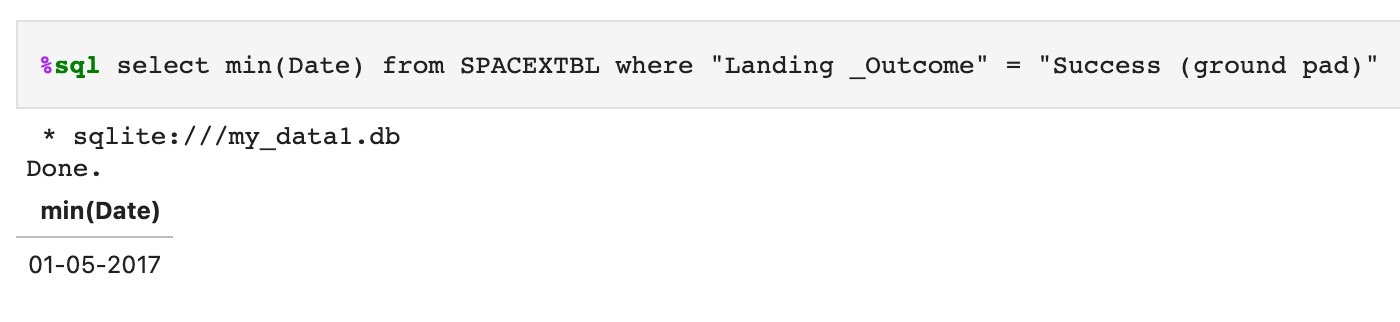 %sql select min(Date) from SPACEXTBL where "Landing _Outcome" = "Success (ground pad)"
* sqlite:///my_data1.db
Done.
min(Date)
01-05-2017